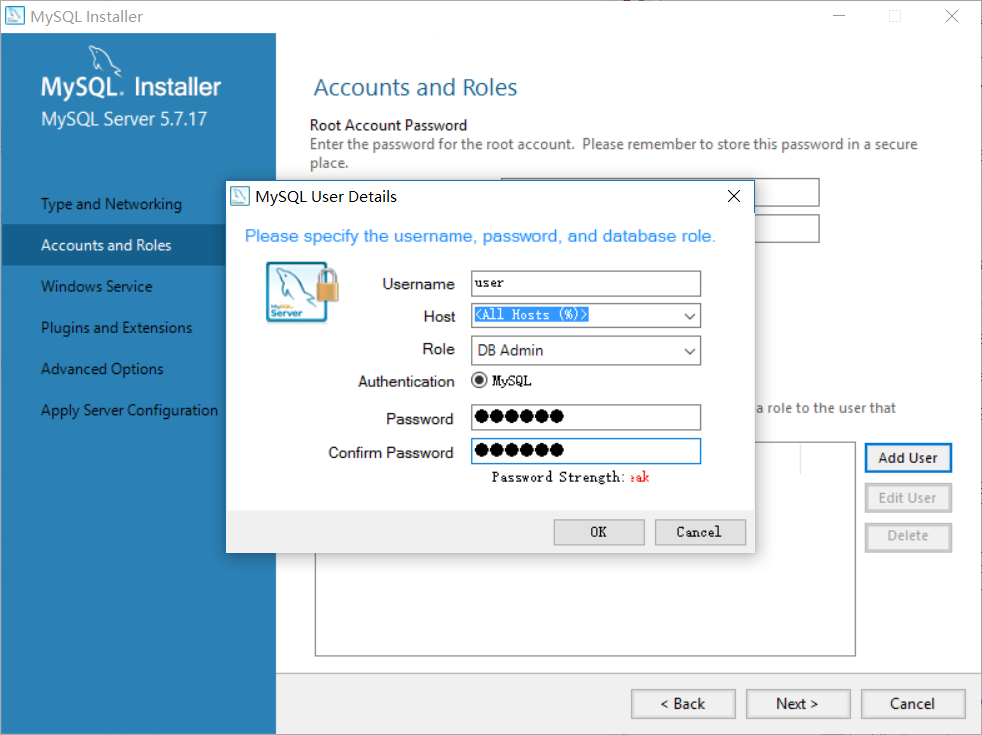 MySQL Installer
MySQL. Installer
MySQL Server 5.7.17
Type and Networking
Accounts and Roles
Windows Service
Plugins and Extensions
Advanced Options
Apply Server Configuration
Accounts and Roles
Root Account Password
Enter the password for the root account. Please remember to store this password in a secure
place.
MySQL User Details
Please specify the username, password, and database role.
MySQL
Server
Username
user
Host
<All Hosts (%)>
Role
DB Admin
Authentication
MySQL
Password
●●●●●●
Confirm Password
●●●●●●
Password Strength:
OK
Cancel
a role to the user that
Add User
Edit User
Delete
< Back
Next >
Cancel